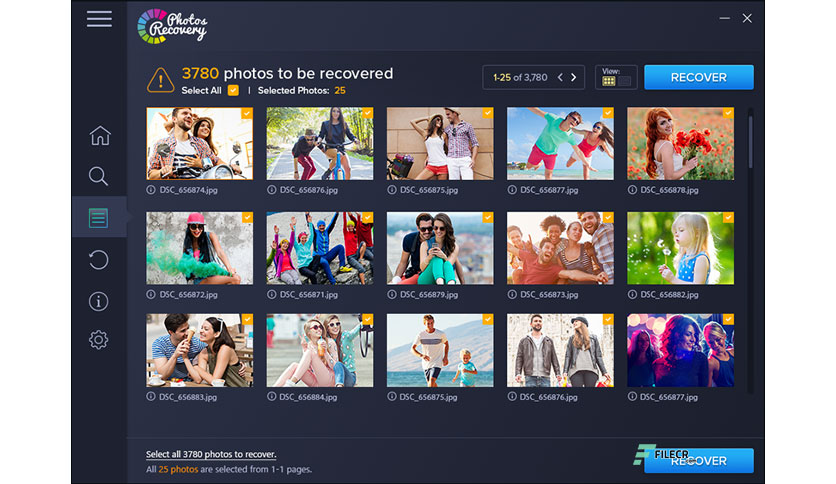 Photos
Recovery
3780 photos to be recovered
Select All | Selected Photos: 25
1-25 of 3,780
View:
RECOVER
DSC_656874.jpg
DSC_656876.jpg
DSC_656875.jpg
DSC_656877.jpg
DSC_656878.jpg
DSC_656872.jpg
DSC_656871.jpg
DSC_656879.jpg
DSC_656873.jpg
DSC_656882.jpg
DSC_656883.jpg
DSC_656884.jpg
DSC_656875.jpg
DSC_656876.jpg
DSC_656877.jpg
Select all 3780 photos to recover.
All 25 photos are selected from 1-1 pages.
FILECR
RECOVER